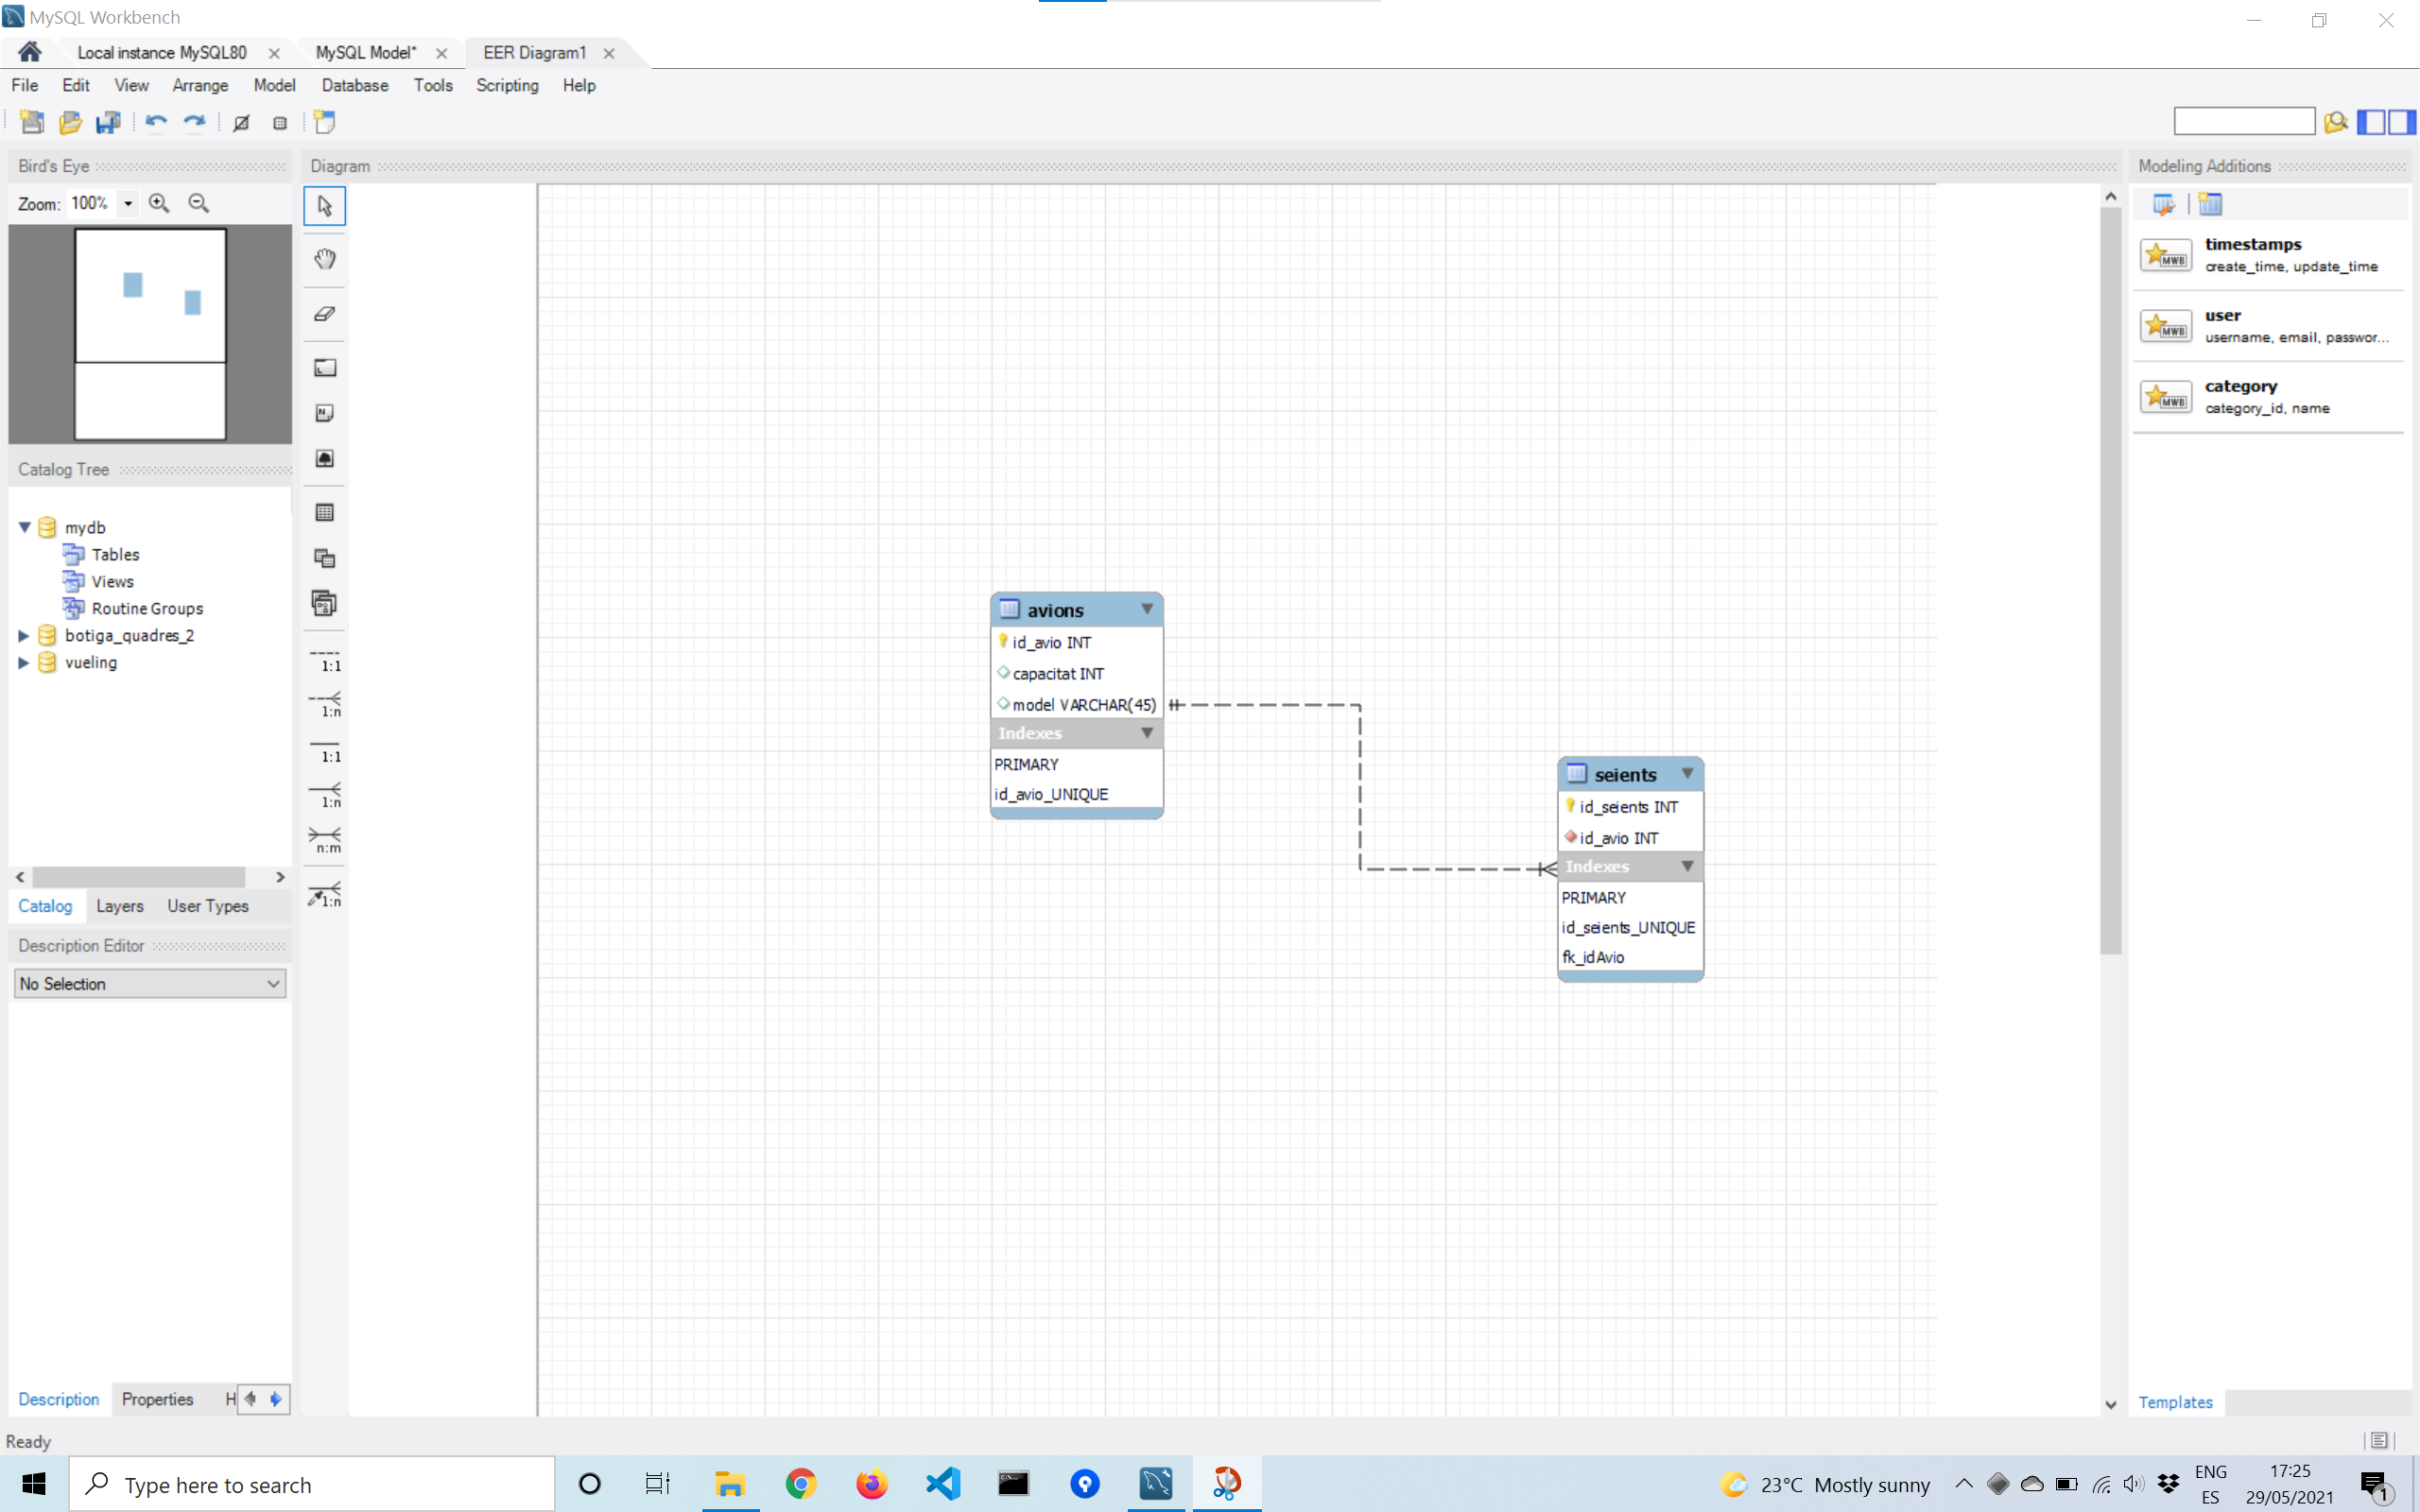 MySQL Workbench
Local instance MySQL80
MySQL Model*
EER Diagram1
File Edit View Arrange Model Database Tools Scripting Help
Bird's Eye
Diagram
Modeling Additions
Zoom: 100%
timestamps
create_time, update_time
user
username, email, passwor...
category
category_id, name
Catalog Tree
mydb
Tables
Views
Routine Groups
botiga_quadres_2
vueling
1:1
1:n
1:1
1:n
n:m
1:n
avions
id_avio INT
capacitat INT
model VARCHAR(45)
Indexes
PRIMARY
id_avio_UNIQUE
seients
id_seients INT
id_avio INT
Indexes
PRIMARY
id_seients_UNIQUE
fk_idAvio
Catalog Layers User Types
Description Editor
No Selection
Description Properties H
Templates
Ready
Type here to search
23°C Mostly sunny
ENG
ES
17:25
29/05/2021
1